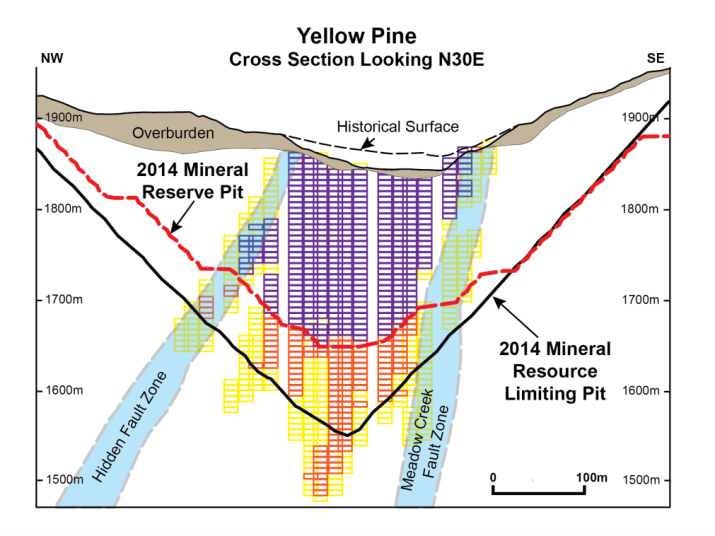 Yellow Pine
Cross Section Looking N30E
NW
SE
1900m
1900m
Overburden
Historical Surface
2014 Mineral
Reserve Pit
1800m
1800m
1700m
1700m
2014 Mineral
Resource
Limiting Pit
1600m
1600m
Hidden Fault Zone
Meadow Creek
Fault Zone
1500m
1500m
0
100m